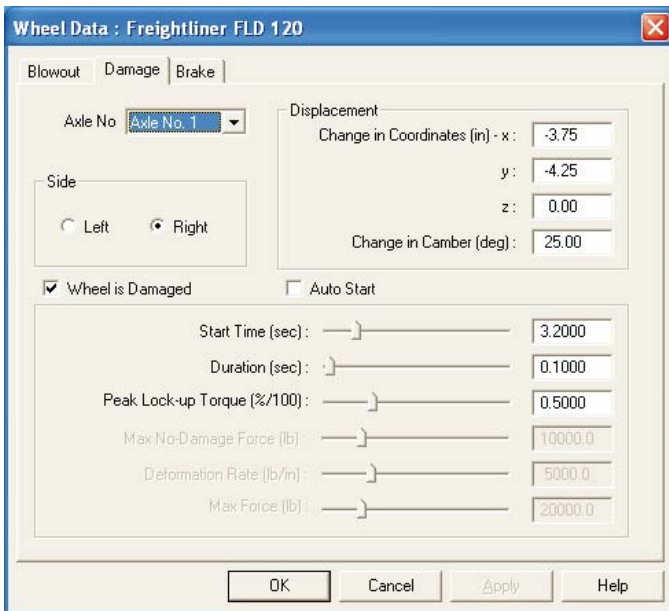 Wheel Data : Freightliner FLD 120
Blowout Damage Brake
Axle No Axle No. 1
Displacement
Change in Coordinates (in) - x : -3.75
y : -4.25
z : 0.00
Change in Camber (deg) : 25.00
Side
Left Right
Wheel is Damaged Auto Start
Start Time (sec) : 3.2000
Duration (sec) : 0.1000
Peak Lock-up Torque (%/100) : 0.5000
Max No-Damage Force (lb) : 10000.0
Deformation Rate (lb/in) : 5000.0
Max Force (lb) : 20000.0
OK Cancel Apply Help